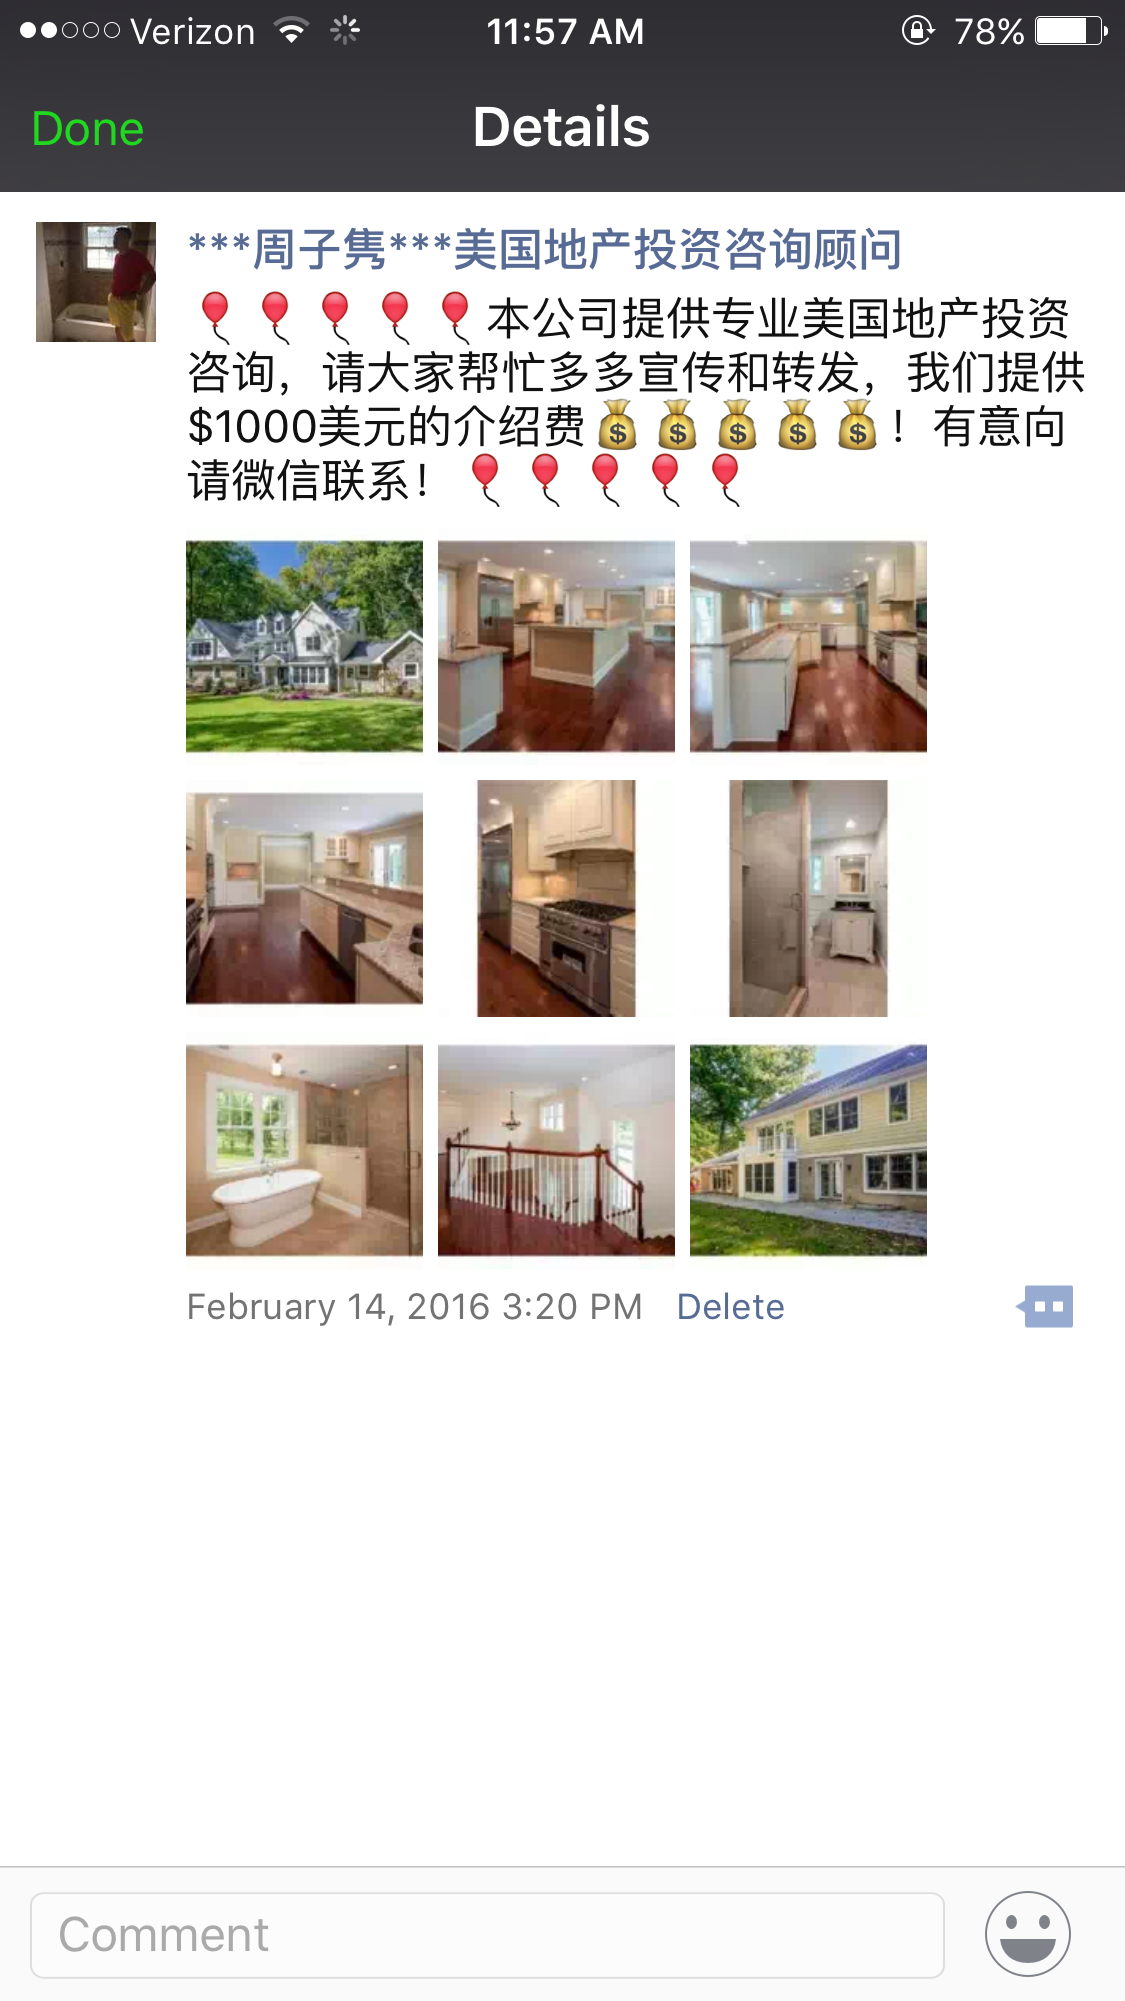 Verizon 11:57 AM 78%
Done Details
***周子隽***美国地产投资咨询顾问
🎈🎈🎈🎈🎈本公司提供专业美国地产投资
咨询，请大家帮忙多多宣传和转发，我们提供
$1000美元的介绍费💰💰💰💰💰！有意向
请微信联系！🎈🎈🎈🎈🎈
February 14, 2016 3:20 PM Delete
Comment